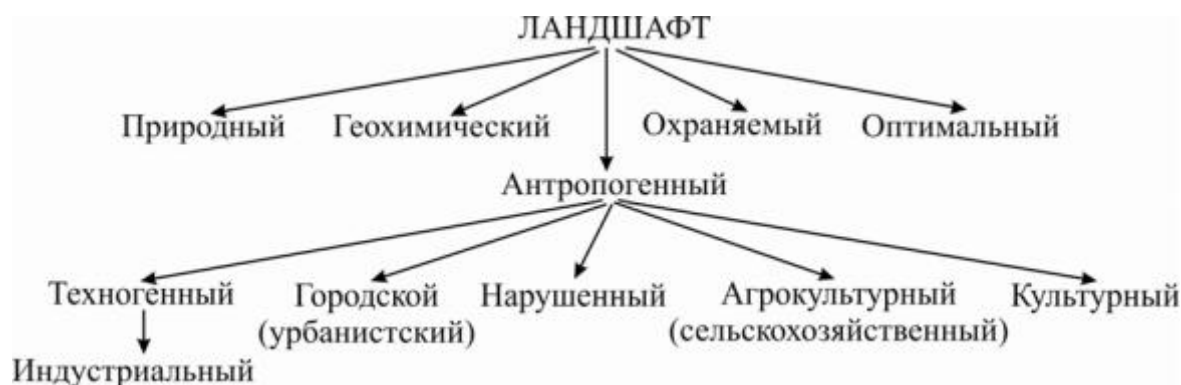 ЛАНДШАФТ
Природный Геохимический Охраняемый Оптимальный
Антропогенный
Техногенный Городской Нарушенный Агрокультурный Культурный
(урбанистский) (сельскохозяйственный)
Индустриальный